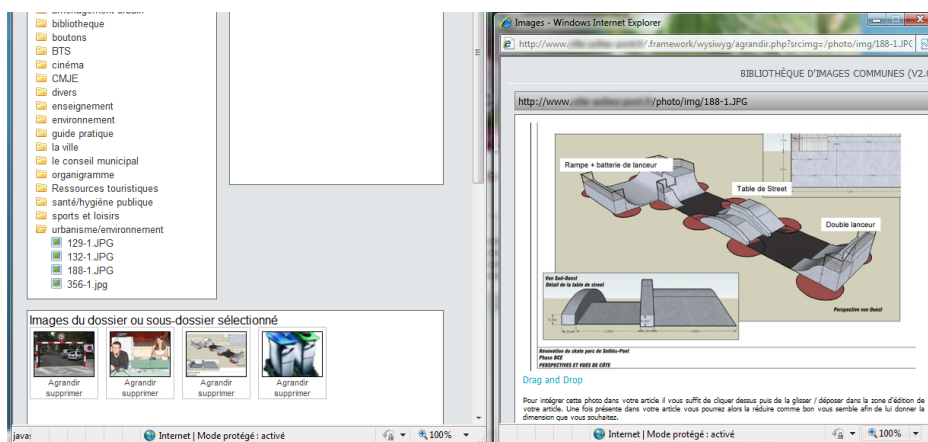 aménagement urbain
bibliotheque
boutons
BTS
cinéma
CMJE
divers
enseignement
environnement
guide pratique
la ville
le conseil municipal
organigramme
Ressources touristiques
santé/hygiène publique
sports et loisirs
urbanisme/environnement
129-1.JPG
132-1.JPG
188-1.JPG
356-1.jpg
Images du dossier ou sous-dossier sélectionné
Agrandir Agrandir Agrandir Agrandir
supprimer supprimer supprimer supprimer
javas Internet | Mode protégé : activé 100%
Images - Windows Internet Explorer
http://www. /.framework/wysiwyg/agrandir.php?srcimg=/photo/img/188-1.JPG
BIBLIOTHÈQUE D'IMAGES COMMUNES (V2.0
http://www. /photo/img/188-1.JPG
Rampe + batterie de lanceur
Table de Street
Double lanceur
Vue Sud-Ouest
Détail de la table de street
Perspective vue Ouest
Rénovation de skate parc de Solliès-Pont
Phase DCE
PERSPECTIVES ET VUES DE CÔTE
Drag and Drop
Pour intégrer cette photo dans votre article il vous suffit de cliquer dessus puis de la glisser / déposer dans la zone d'édition de
votre article. Une fois présente dans votre article vous pourrez alors la réduire comme bon vous semble afin de lui donner la
dimension que vous souhaitez.
Internet | Mode protégé : activé 100%